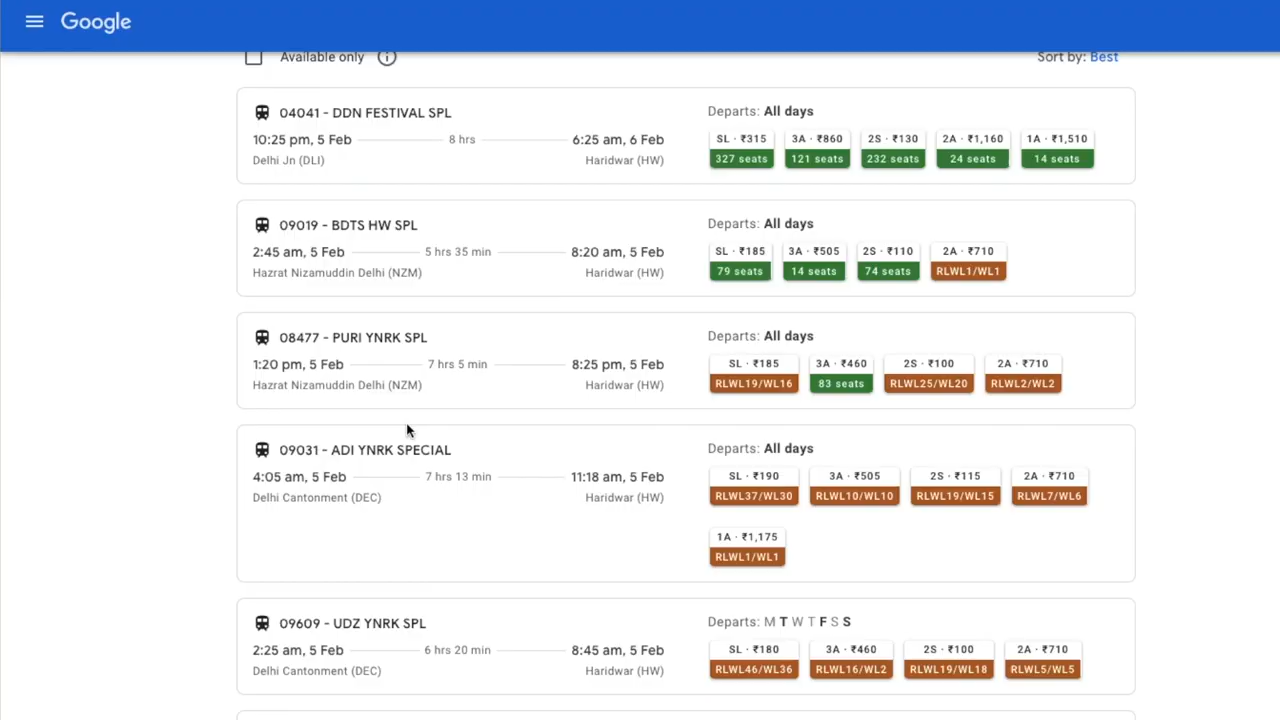 Google
Available only
Sort by: Best
04041 - DDN FESTIVAL SPL
10:25 pm, 5 Feb 8 hrs 6:25 am, 6 Feb
Delhi Jn (DLI) Haridwar (HW)
Departs: All days
SL · ₹315 3A · ₹860 2S · ₹130 2A · ₹1,160 1A · ₹1,510
327 seats 121 seats 232 seats 24 seats 14 seats
09019 - BDTS HW SPL
2:45 am, 5 Feb 5 hrs 35 min 8:20 am, 5 Feb
Hazrat Nizamuddin Delhi (NZM) Haridwar (HW)
Departs: All days
SL · ₹185 3A · ₹505 2S · ₹110 2A · ₹710
79 seats 14 seats 74 seats RLWL1/WL1
08477 - PURI YNRK SPL
1:20 pm, 5 Feb 7 hrs 5 min 8:25 pm, 5 Feb
Hazrat Nizamuddin Delhi (NZM) Haridwar (HW)
Departs: All days
SL · ₹185 3A · ₹460 2S · ₹100 2A · ₹710
RLWL19/WL16 83 seats RLWL25/WL20 RLWL2/WL2
09031 - ADI YNRK SPECIAL
4:05 am, 5 Feb 7 hrs 13 min 11:18 am, 5 Feb
Delhi Cantonment (DEC) Haridwar (HW)
Departs: All days
SL · ₹190 3A · ₹505 2S · ₹115 2A · ₹710
RLWL37/WL30 RLWL10/WL10 RLWL19/WL15 RLWL7/WL6
1A · ₹1,175
RLWL1/WL1
09609 - UDZ YNRK SPL
2:25 am, 5 Feb 6 hrs 20 min 8:45 am, 5 Feb
Delhi Cantonment (DEC) Haridwar (HW)
Departs: M T W T F S S
SL · ₹180 3A · ₹460 2S · ₹100 2A · ₹710
RLWL46/WL36 RLWL16/WL2 RLWL19/WL18 RLWL5/WL5